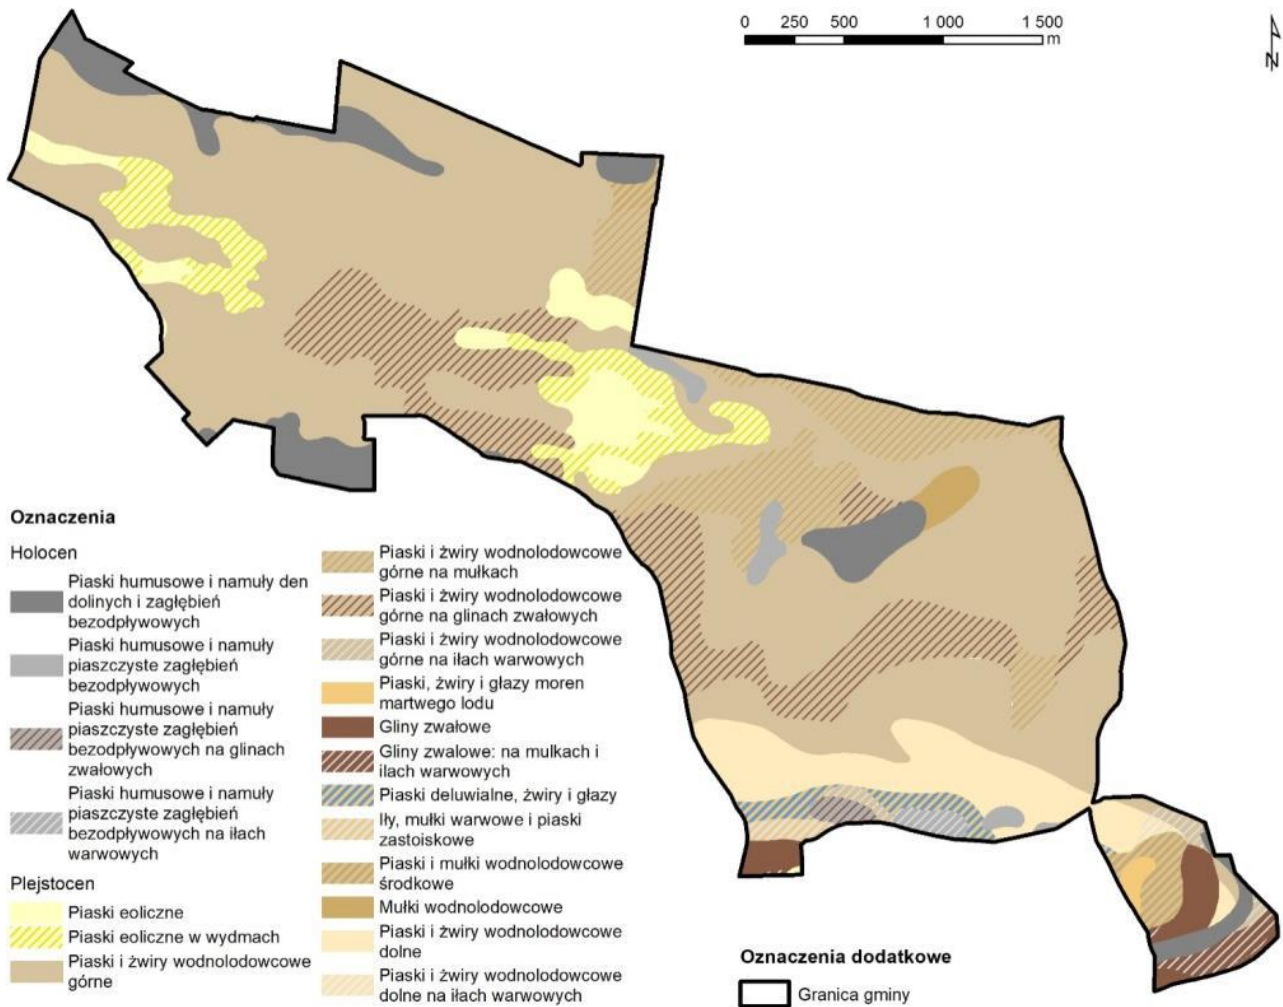 0 250 500 1 000 1 500
m
N
Oznaczenia
Holocen
Piaski humusowe i namuły den
dolinych i zagłębień
bezodpływowych
Piaski humusowe i namuły
piaszczyste zagłębień
bezodpływowych
Piaski humusowe i namuły
piaszczyste zagłębień
bezodpływowych na glinach
zwałowych
Piaski humusowe i namuły
piaszczyste zagłębień
bezodpływowych na iłach
warwowych
Plejstocen
Piaski eoliczne
Piaski eoliczne w wydmach
Piaski i żwiry wodnolodowcowe
górne
Piaski i żwiry wodnolodowcowe
górne na mułkach
Piaski i żwiry wodnolodowcowe
górne na glinach zwałowych
Piaski i żwiry wodnolodowcowe
górne na iłach warwowych
Piaski, żwiry i głazy moren
martwego lodu
Gliny zwałowe
Gliny zwalowe: na mulkach i
ilach warwowych
Piaski deluwialne, żwiry i głazy
Iły, mułki warwowe i piaski
zastoiskowe
Piaski i mułki wodnolodowcowe
środkowe
Mułki wodnolodowcowe
Piaski i żwiry wodnolodowcowe
dolne
Piaski i żwiry wodnolodowcowe
dolne na iłach warwowych
Oznaczenia dodatkowe
Granica gminy